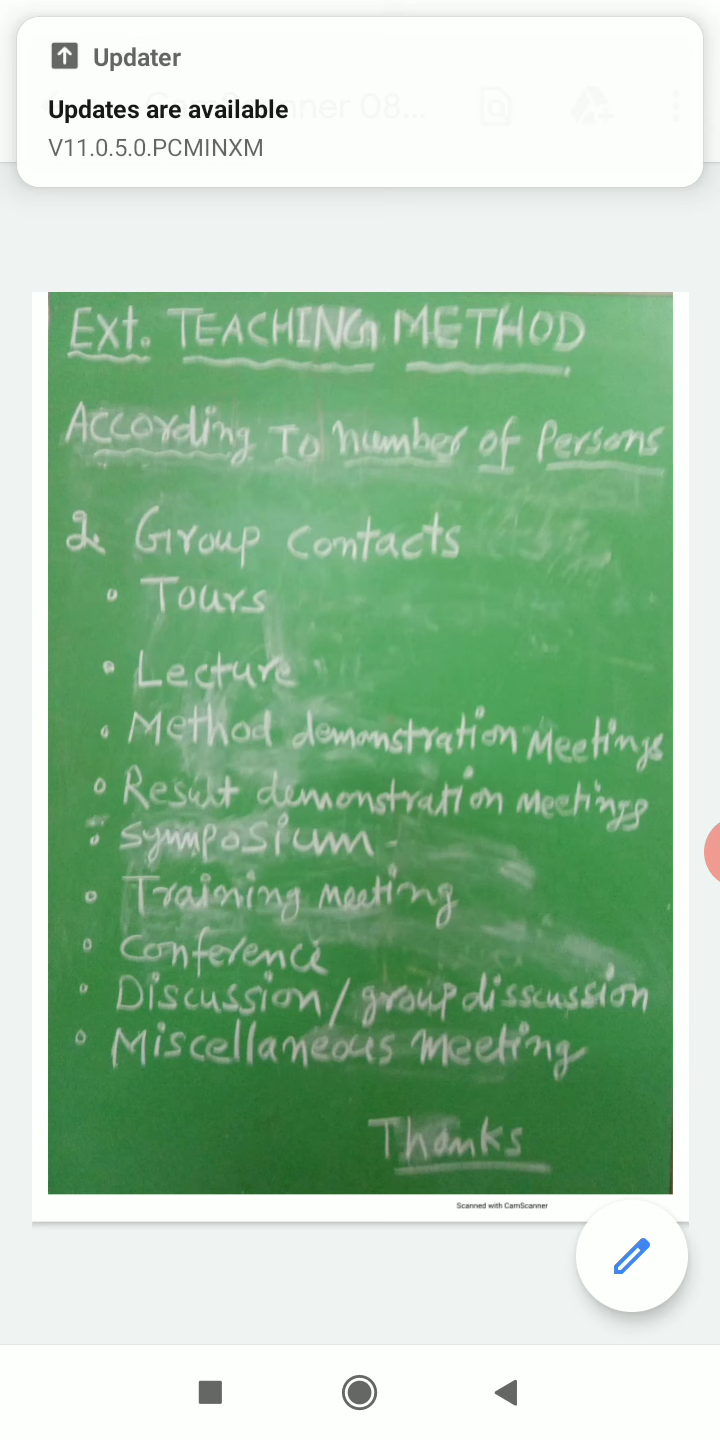 Updater
Updates are available
V11.0.5.0.PCMINXM
Ext. TEACHING METHOD
According To number of Persons
2. Group Contacts
Tours
Lecture
Method demonstration Meetings
Result demonstration Meetings
Symposium
Training Meeting
Conference
Discussion / group disscussion
Miscellaneous Meeting
Thanks
Scanned with CamScanner